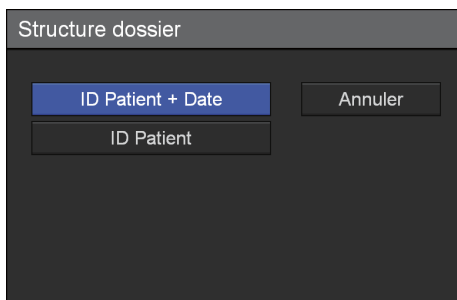 Structure dossier
ID Patient + Date
Annuler
ID Patient